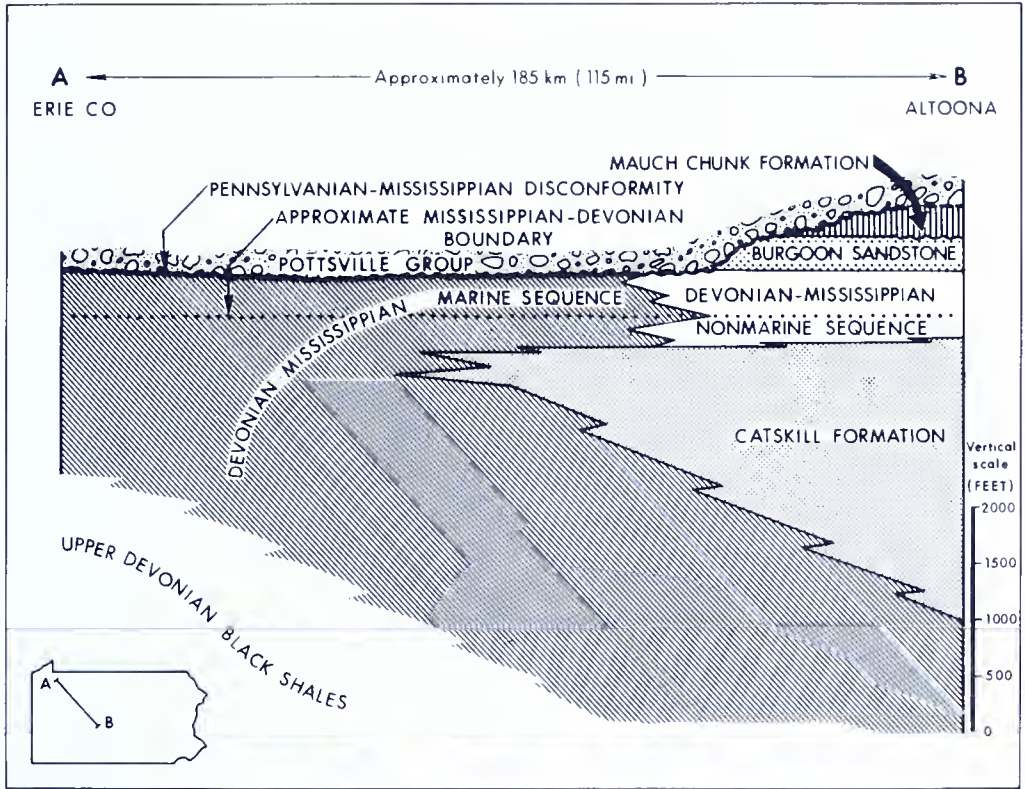 A Approximately 185 km (115 mi) B
ERIE CO ALTOONA
MAUCH CHUNK FORMATION
PENNSYLVANIAN-MISSISSIPPIAN DISCONFORMITY
APPROXIMATE MISSISSIPPIAN-DEVONIAN
BOUNDARY
BURGOON SANDSTONE
POTTSVILLE GROUP
MARINE SEQUENCE
DEVONIAN-MISSISSIPPIAN
NONMARINE SEQUENCE
DEVONIAN MISSISSIPPIAN
CATSKILL FORMATION
Vertical
scale
(FEET)
2000
1500
1000
500
0
UPPER DEVONIAN BLACK SHALES
A
B